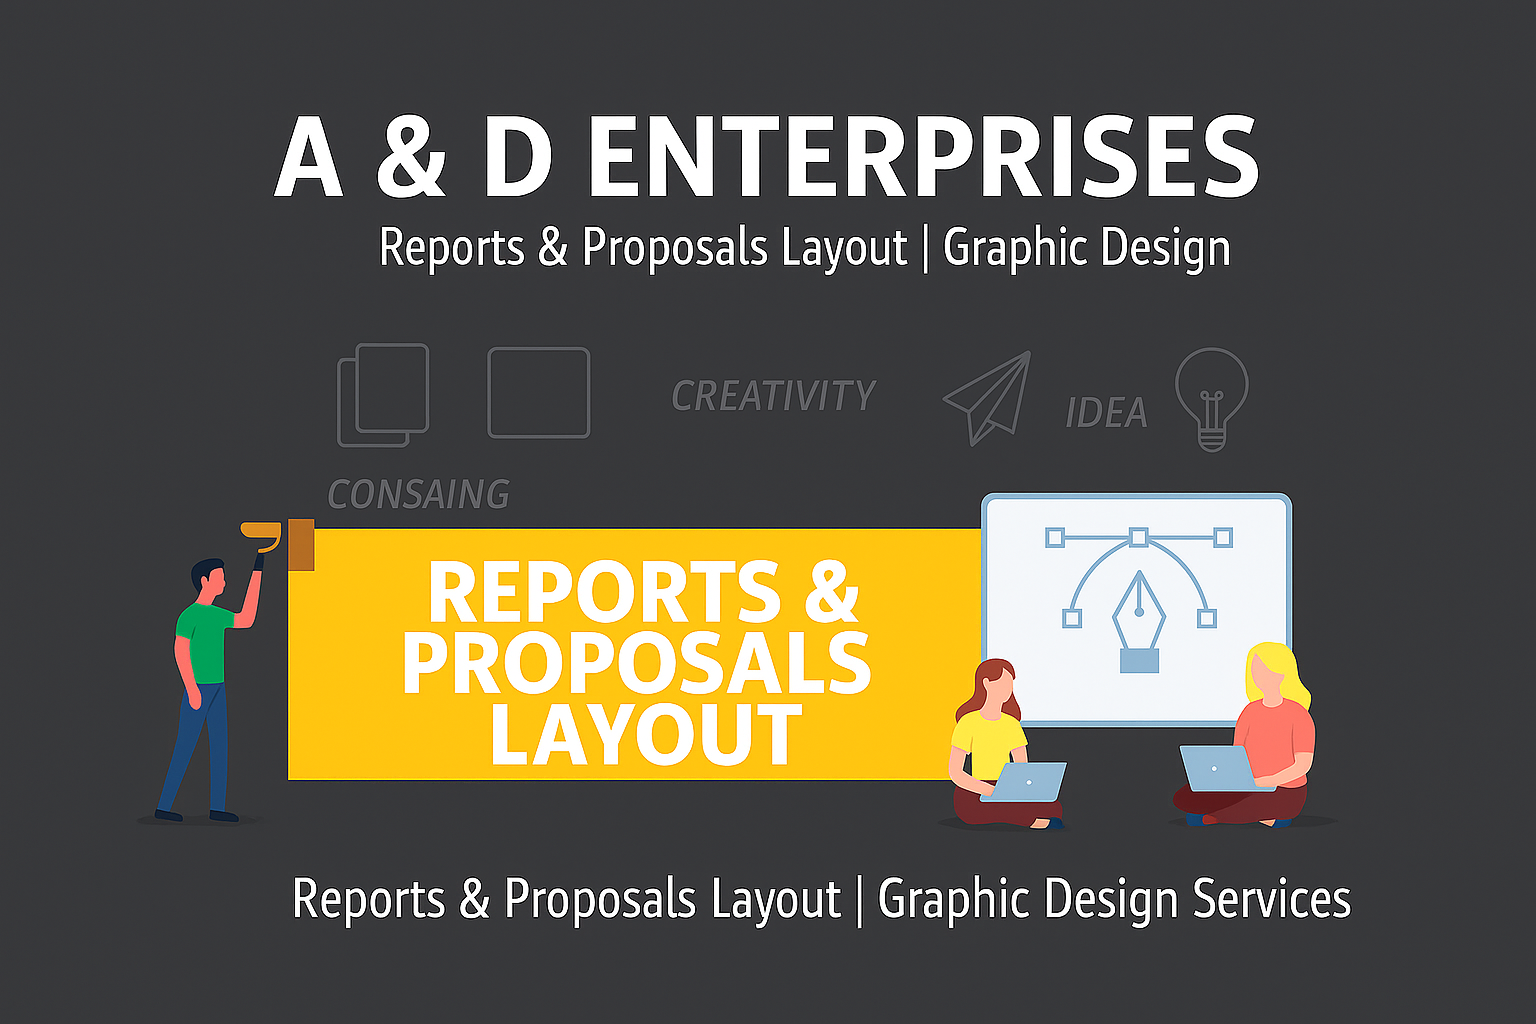 A & D ENTERPRISES
Reports & Proposals Layout | Graphic Design
CREATIVITY
IDEA
CONSAING
REPORTS &
PROPOSALS
LAYOUT
Reports & Proposals Layout | Graphic Design Services